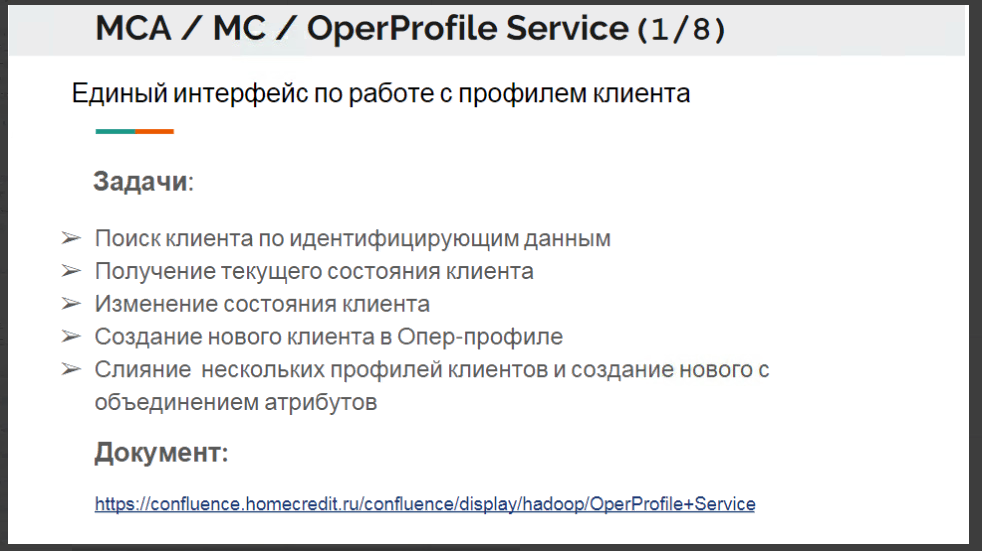 MCA / MC / OperProfile Service (1/8)
Единый интерфейс по работе с профилем клиента
Задачи:
➢ Поиск клиента по идентифицирующим данным
➢ Получение текущего состояния клиента
➢ Изменение состояния клиента
➢ Создание нового клиента в Опер-профиле
➢ Слияние нескольких профилей клиентов и создание нового с
объединением атрибутов
Документ:
https://confluence.homecredit.ru/confluence/display/hadoop/OperProfile+Service